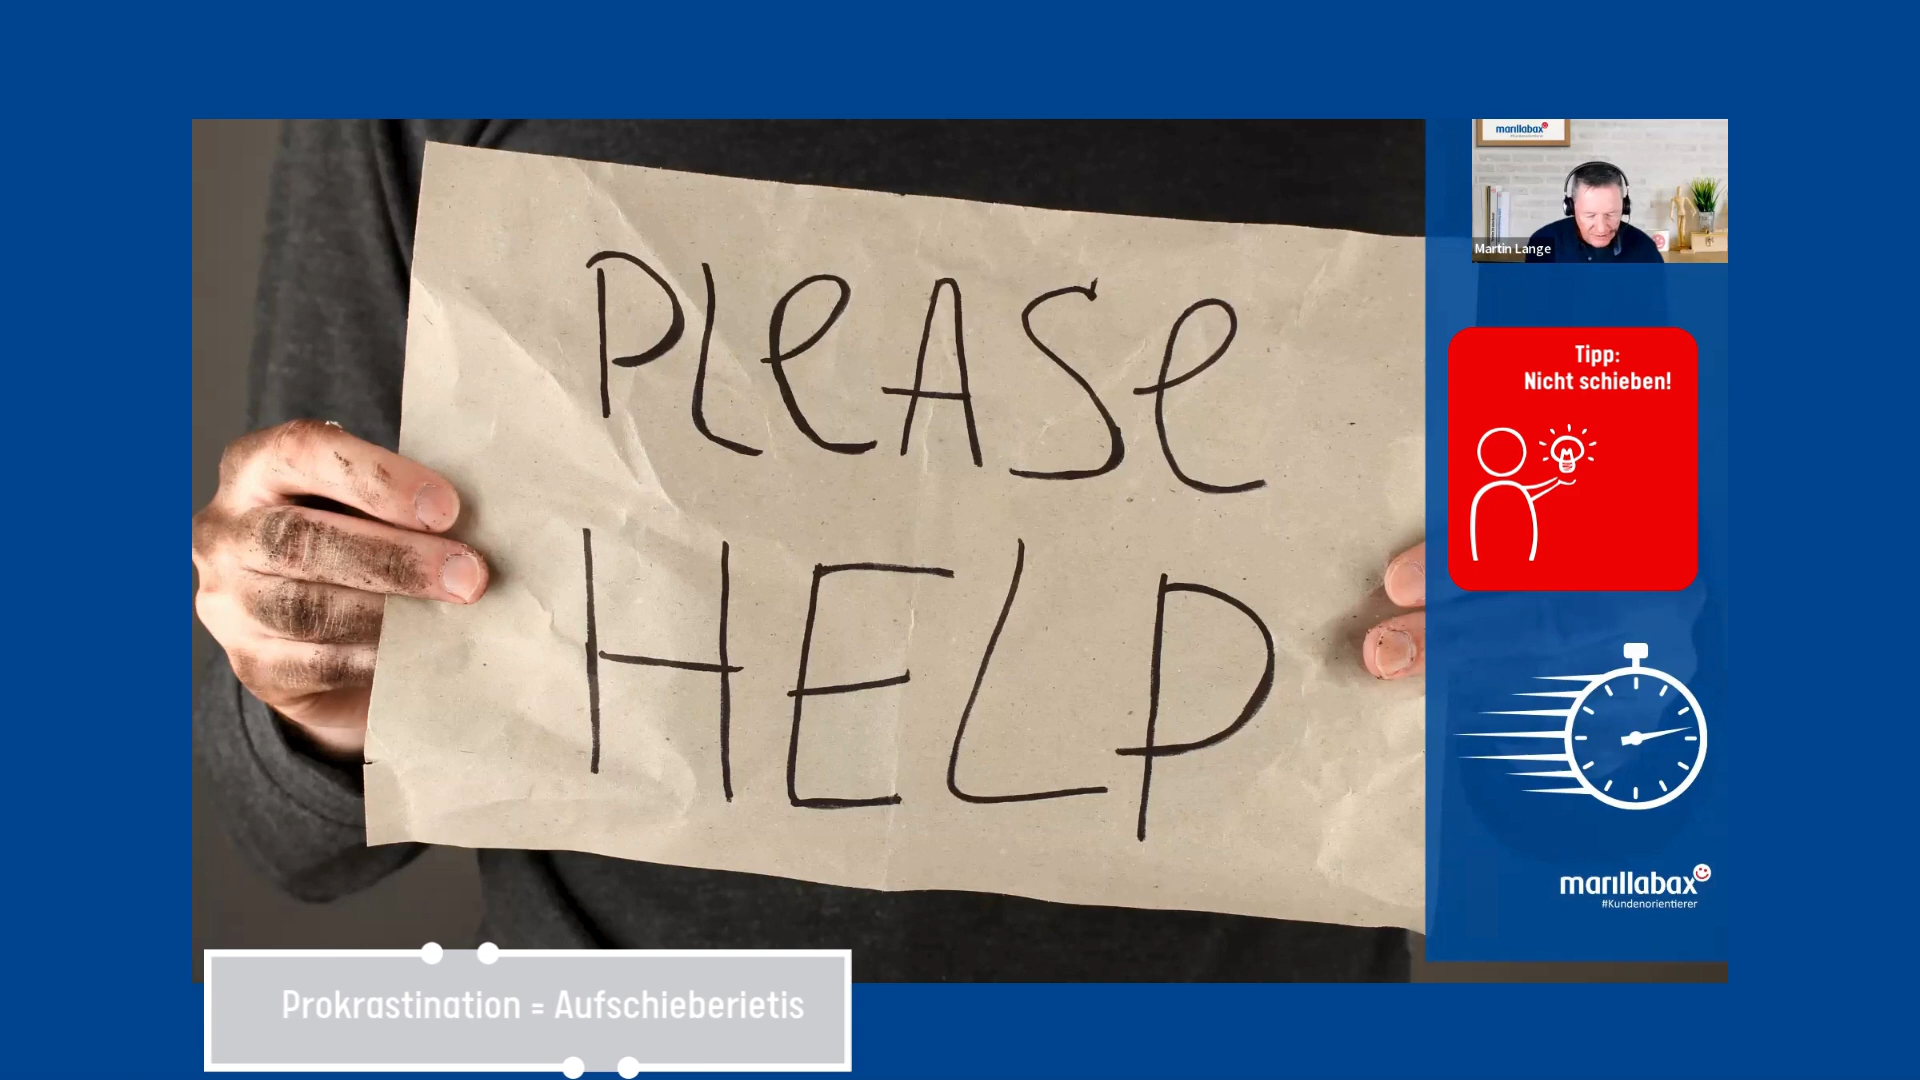 PLeASe
HELP
marillabax
Martin Lange
Tipp:
Nicht schieben!
marillabax
#Kundenorientierer
Prokrastination = Aufschieberietis